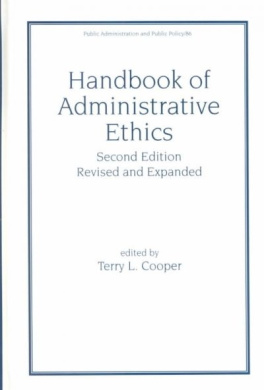 Public Administration and Public Policy/86
Handbook of
Administrative
Ethics
Second Edition
Revised and Expanded
edited by
Terry L. Cooper